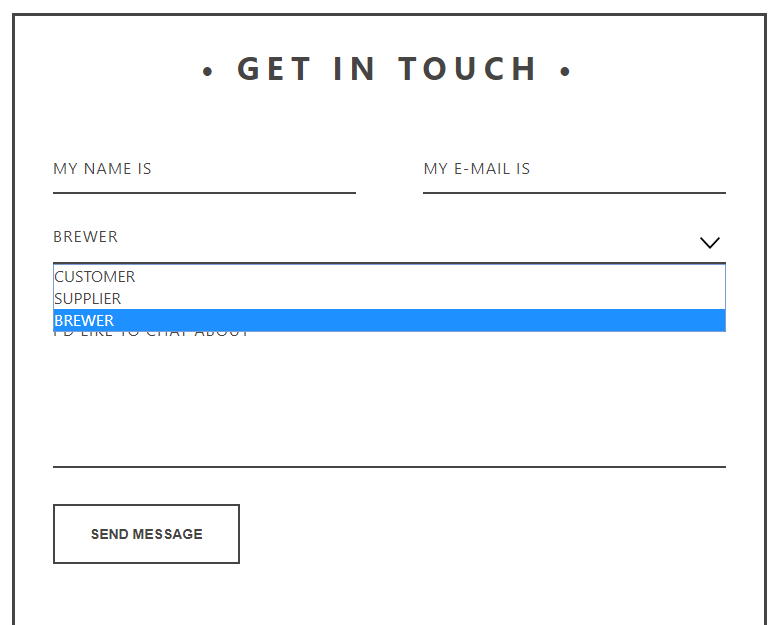 • GET IN TOUCH •
MY NAME IS
MY E-MAIL IS
BREWER
CUSTOMER
SUPPLIER
BREWER
I'D LIKE TO CHAT ABOUT
SEND MESSAGE